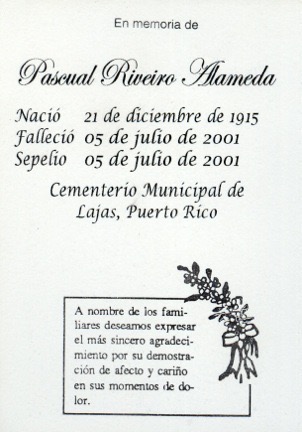 En memoria de
Pascual Riveiro Alameda
Nació 21 de diciembre de 1915
Falleció 05 de julio de 2001
Sepelio 05 de julio de 2001
Cementerio Municipal de
Lajas, Puerto Rico
A nombre de los fami-
liares deseamos expresar
el más sincero agradeci-
miento por su demostra-
ción de afecto y cariño
en sus momentos de do-
lor.